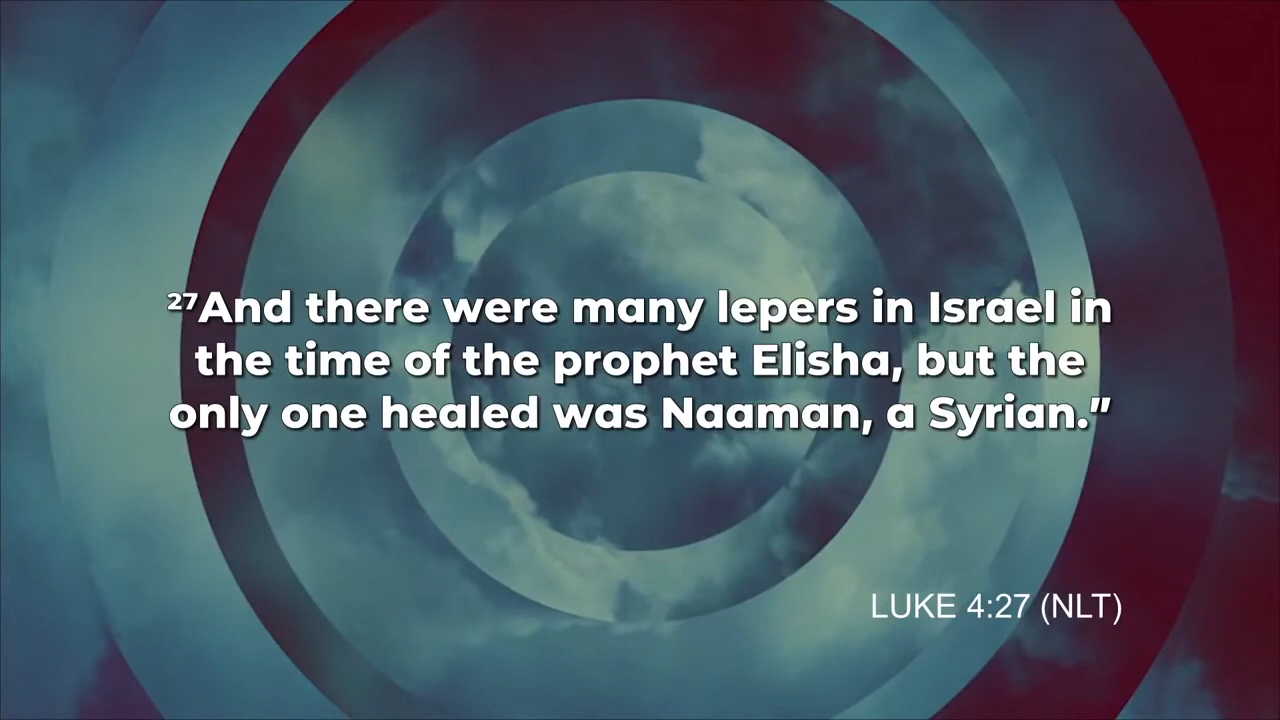 ²⁷And there were many lepers in Israel in
the time of the prophet Elisha, but the
only one healed was Naaman, a Syrian.”
LUKE 4:27 (NLT)